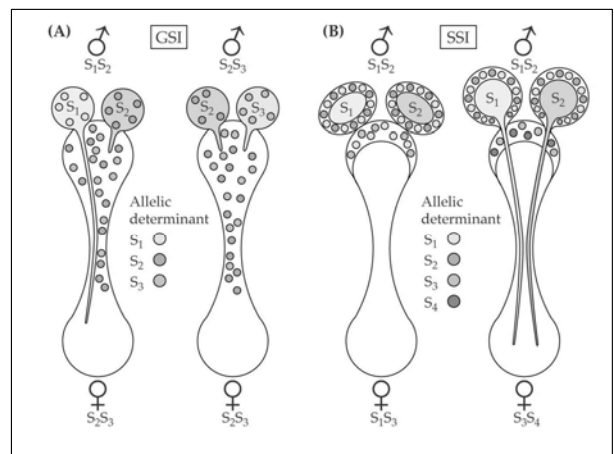 (A) ♂ GSI ♂
S₁S₂ S₂S₃
S₁ S₂ S₂ S₃
Allelic
determinant
S₁
S₂
S₃
♀ ♀
S₂S₃ S₂S₃
(B) ♂ SSI ♂
S₁S₂ S₁S₂
S₁ S₂ S₁ S₂
Allelic
determinant
S₁
S₂
S₃
S₄
♀ ♀
S₁S₃ S₃S₄